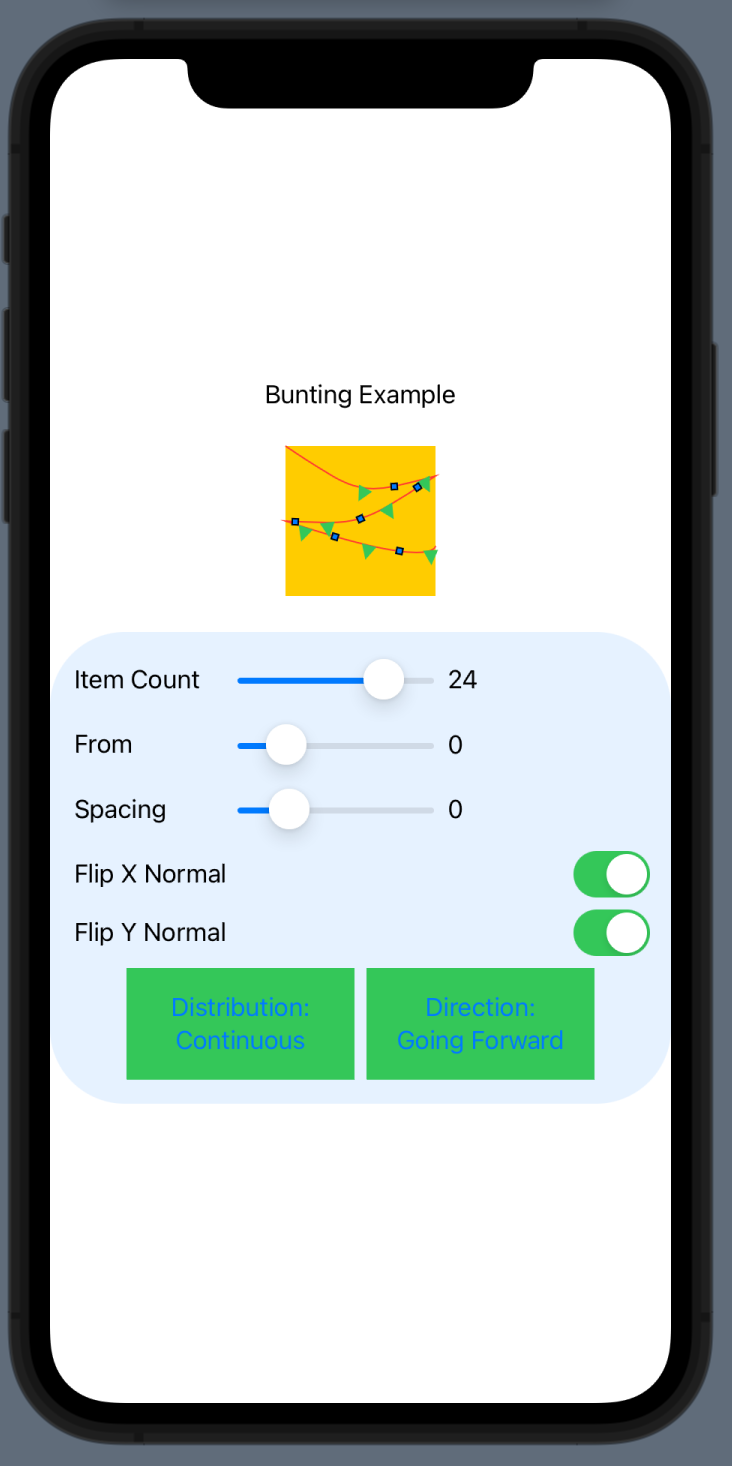 Bunting Example
Item Count 24
From 0
Spacing 0
Flip X Normal
Flip Y Normal
Distribution:
Continuous
Direction:
Going Forward